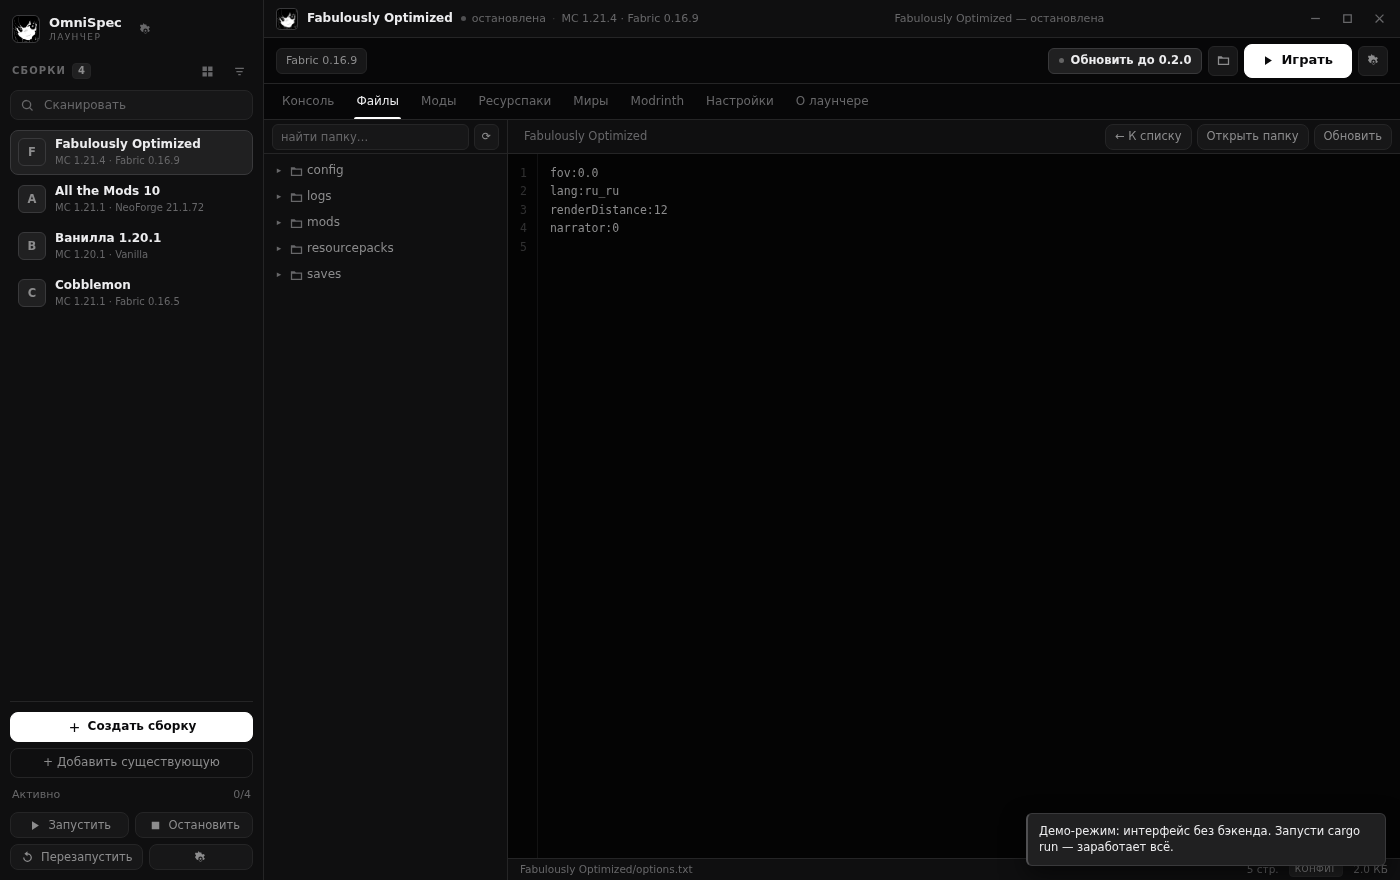 OmniSpec
ЛАУНЧЕР
СБОРКИ 4
Сканировать
F
Fabulously Optimized
MC 1.21.4 · Fabric 0.16.9
A
All the Mods 10
MC 1.21.1 · NeoForge 21.1.72
В
Ванилла 1.20.1
MC 1.20.1 · Vanilla
C
Cobblemon
MC 1.21.1 · Fabric 0.16.5
+ Создать сборку
+ Добавить существующую
Активно 0/4
Запустить Остановить
Перезапустить
Fabulously Optimized остановлена · MC 1.21.4 · Fabric 0.16.9
Fabulously Optimized — остановлена
Fabric 0.16.9
Обновить до 0.2.0
Играть
Консоль Файлы Моды Ресурспаки Миры Modrinth Настройки О лаунчере
найти папку...
config
logs
mods
resourcepacks
saves
Fabulously Optimized
← К списку Открыть папку Обновить
1 fov:0.0
2 lang:ru_ru
3 renderDistance:12
4 narrator:0
5
Демо-режим: интерфейс без бэкенда. Запусти cargo
run — заработает всё.
Fabulously Optimized/options.txt
5 стр. КОНФИГ 2.0 КБ